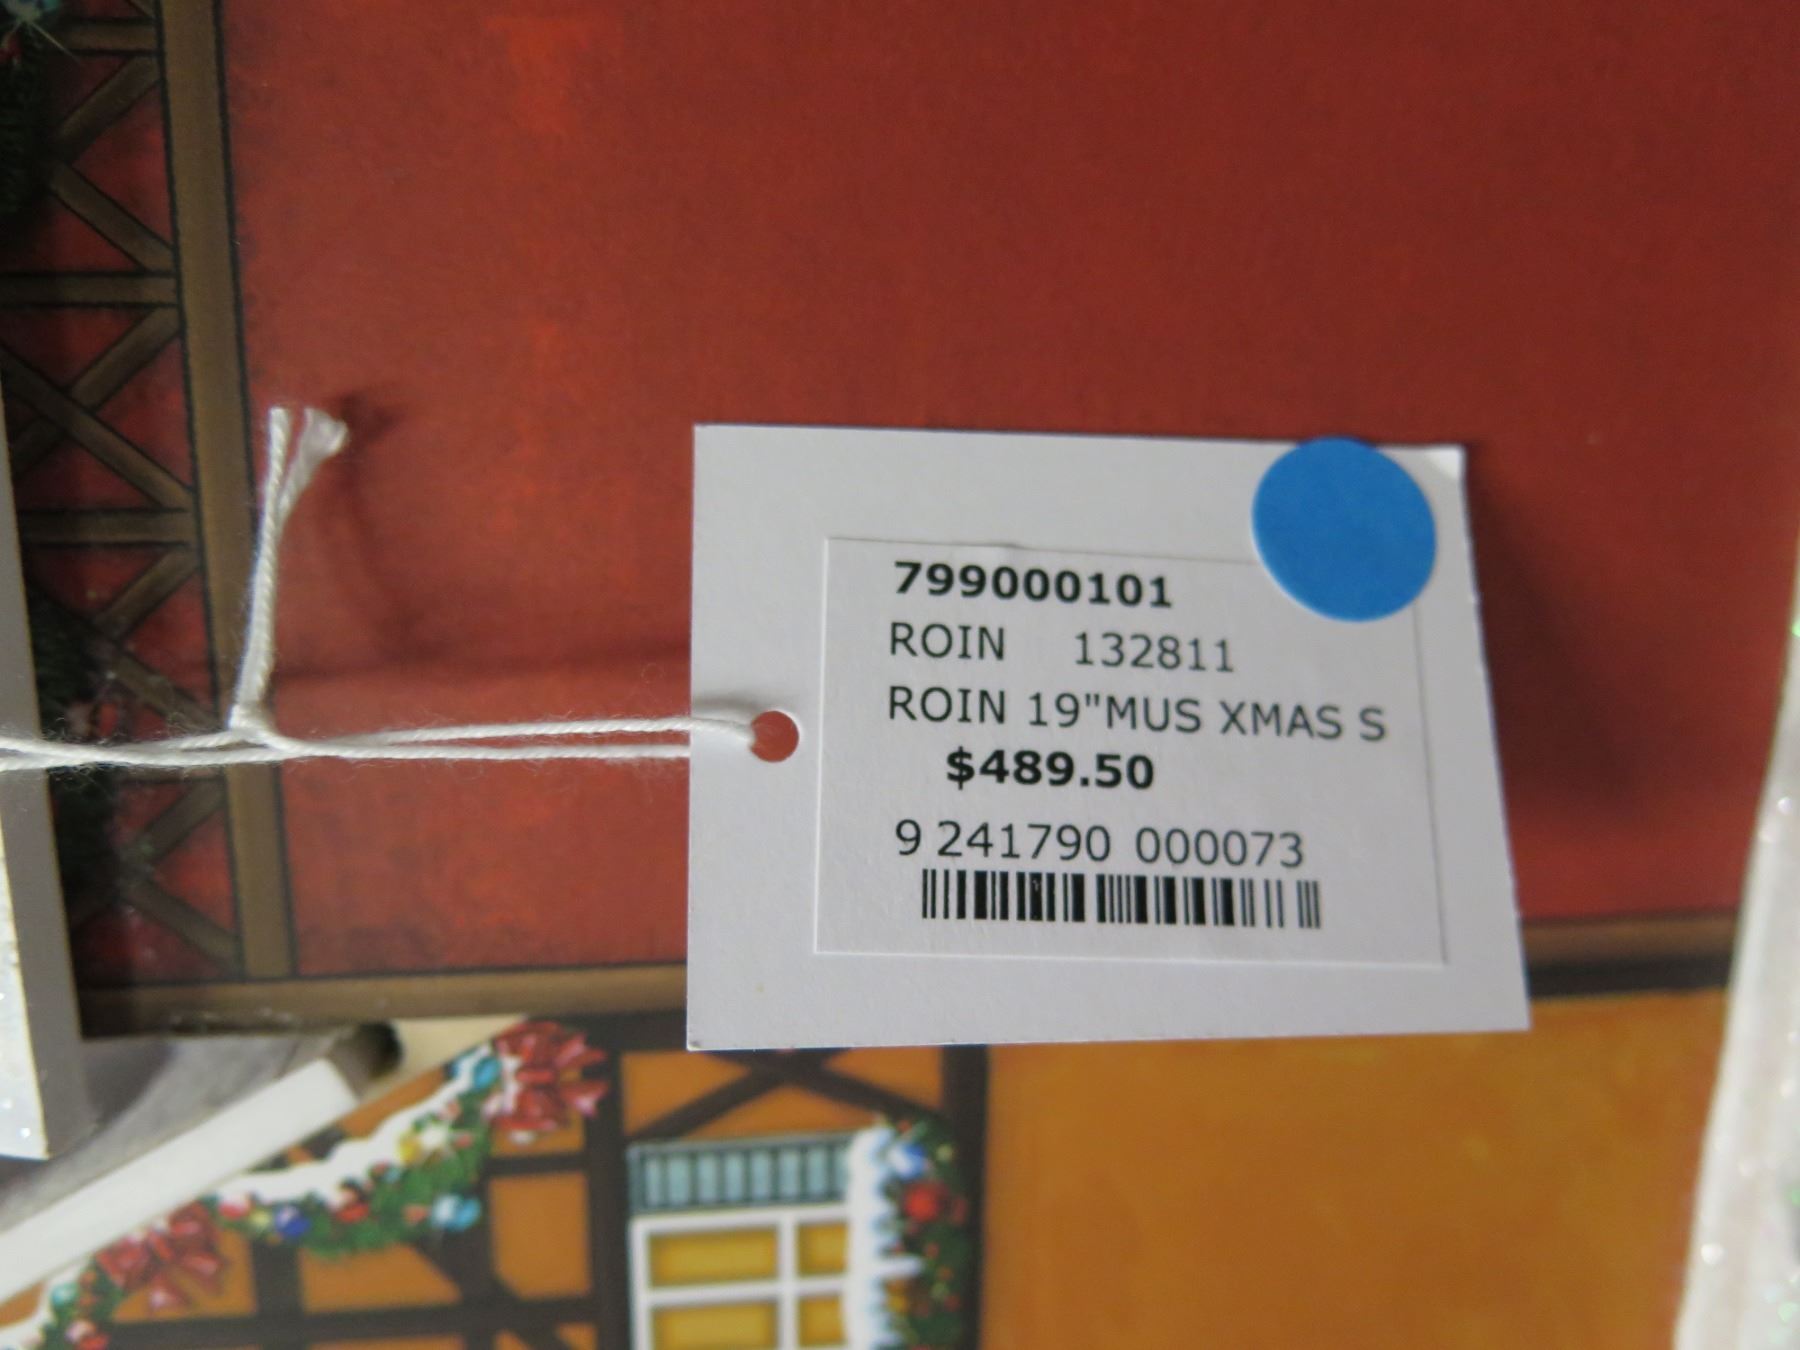 799000101
ROIN 132811
ROIN 19"MUS XMAS S
$489.50
9 241790 000073